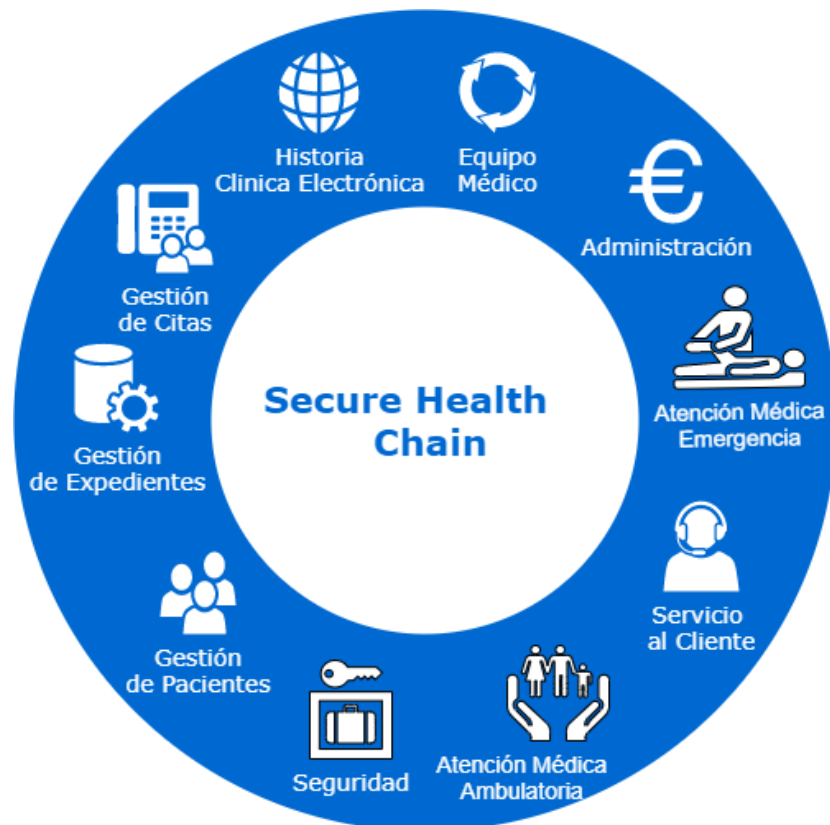 Historia
Clinica Electrónica
Equipo
Médico
€
Administración
Atención Médica
Emergencia
Servicio
al Cliente
Atención Médica
Ambulatoria
Seguridad
Gestión
de Pacientes
Gestión
de Expedientes
Gestión
de Citas
Secure Health
Chain